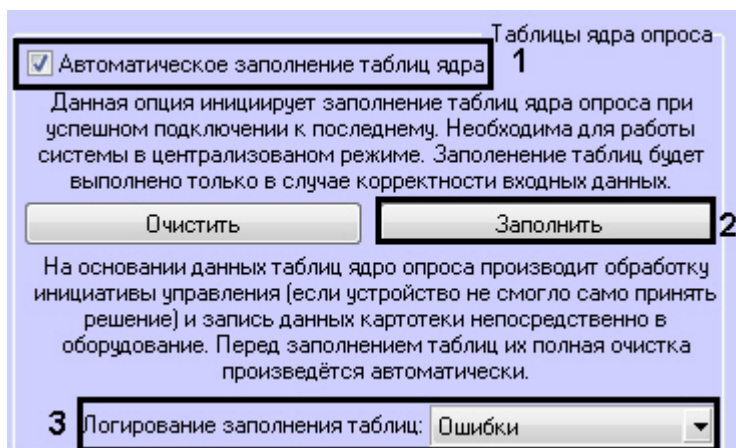 Таблицы ядра опроса
Автоматическое заполнение таблиц ядра 1
Данная опция инициирует заполнение таблиц ядра опроса при
успешном подключении к последнему. Необходима для работы
системы в централизованом режиме. Заполенение таблиц будет
выполнено только в случае корректности входных данных.
Очистить Заполнить 2
На основании данных таблиц ядро опроса производит обработку
инициативы управления (если устройство не смогло само принять
решение) и запись данных картотеки непосредственно в
оборудование. Перед заполнением таблиц их полная очистка
произведётся автоматически.
3 Логирование заполнения таблиц: Ошибки